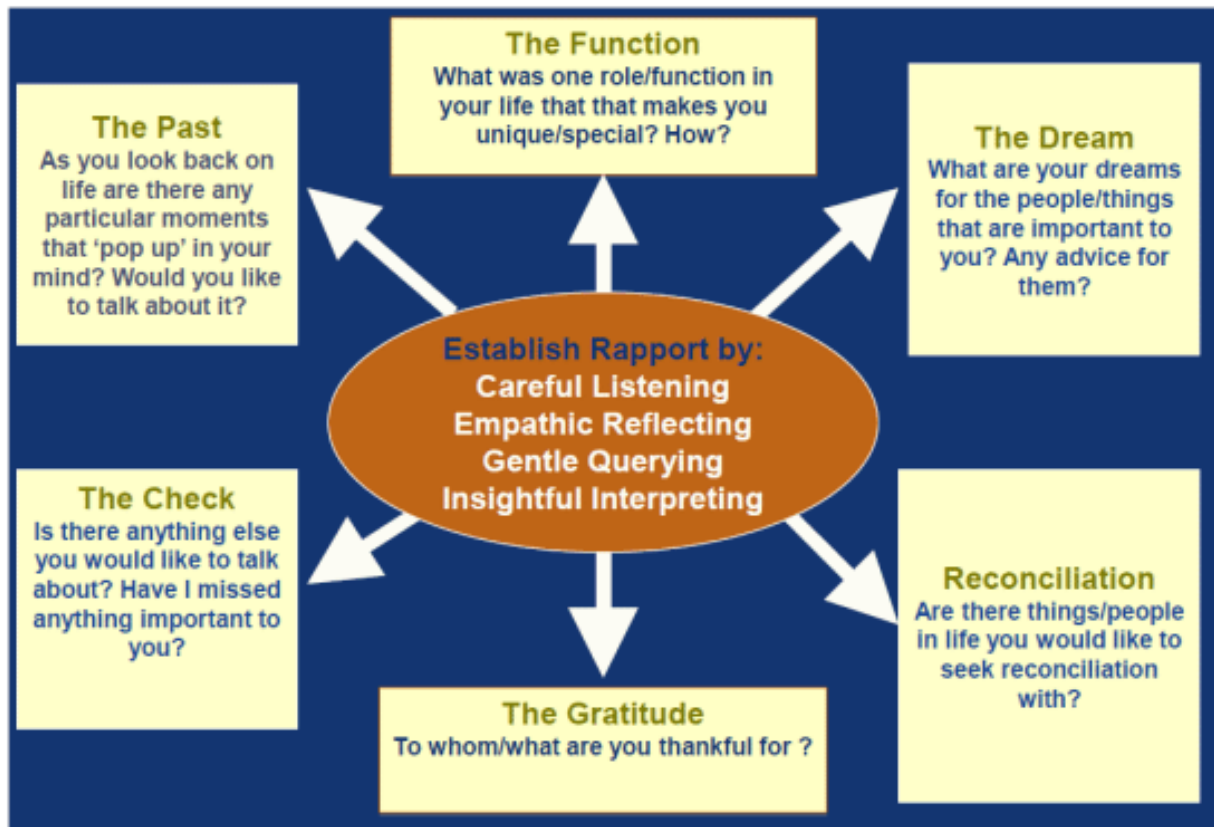 The Function
What was one role/function in
your life that that makes you
unique/special? How?
The Past
As you look back on
life are there any
particular moments
that ‘pop up’ in your
mind? Would you like
to talk about it?
The Dream
What are your dreams
for the people/things
that are important to
you? Any advice for
them?
Establish Rapport by:
Careful Listening
Empathic Reflecting
Gentle Querying
Insightful Interpreting
The Check
Is there anything else
you would like to talk
about? Have I missed
anything important to
you?
Reconciliation
Are there things/people
in life you would like to
seek reconciliation
with?
The Gratitude
To whom/what are you thankful for ?